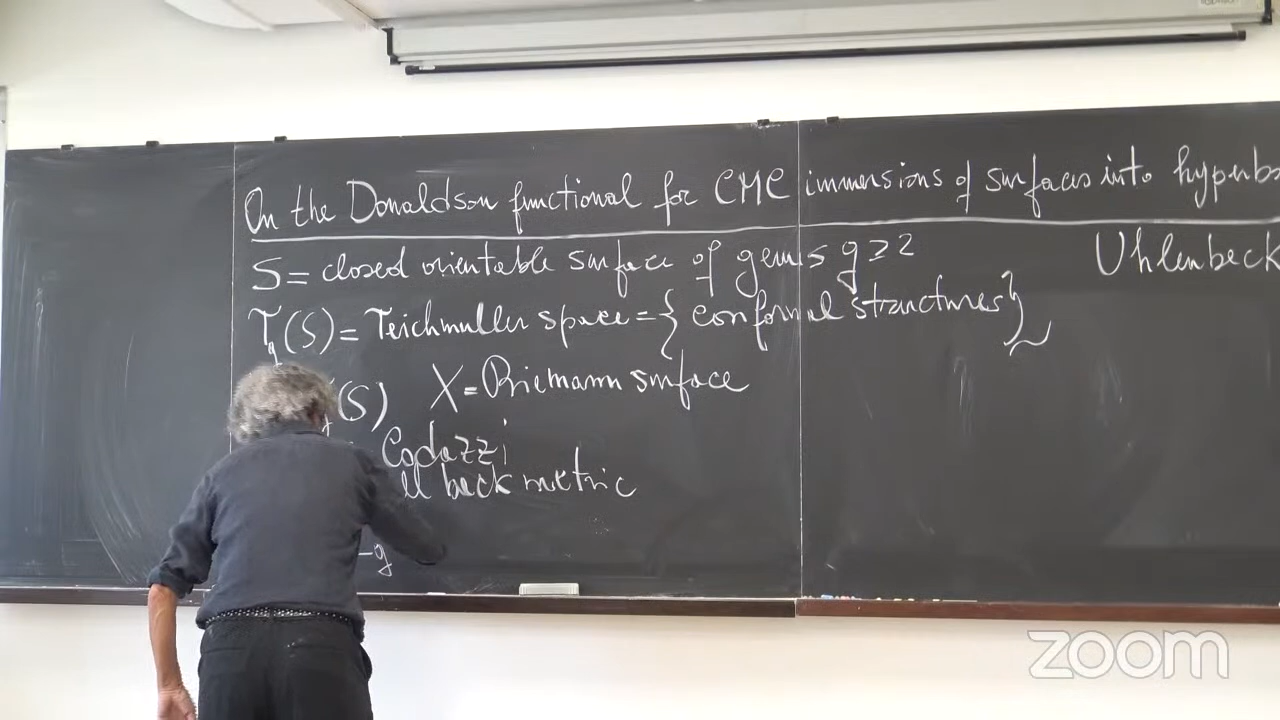 On the Donaldson functional for CMC immersions of surfaces into hyperb
S = closed orientable surface of genus g ≥ 2
Uhlenbeck
T_g(S) = Teichmuller space = { conformal structures }/~
(S) X = Riemann surface
Codazzi
ll back metric
-g
zoom